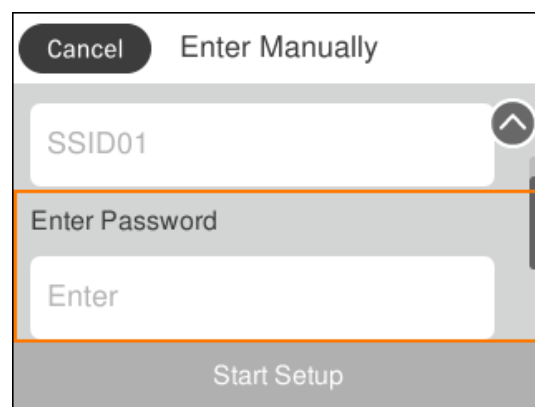 Cancel Enter Manually
SSID01
Enter Password
Enter
Start Setup